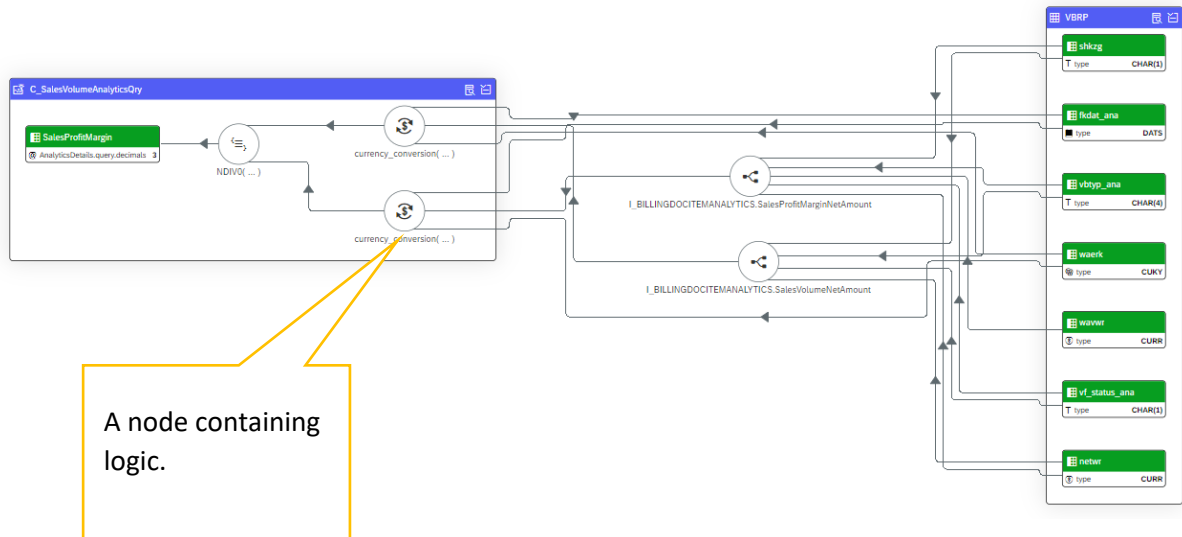 C_SalesVolumeAnalyticsQry
SalesProfitMargin
AnalyticsDetails.query.decimals 3
NDIV0( ... )
currency_conversion( ... )
currency_conversion( ... )
A node containing
logic.
I_BILLINGDOCITEMANALYTICS.SalesProfitMarginNetAmount
I_BILLINGDOCITEMANALYTICS.SalesVolumeNetAmount
VBRP
shkzg
type CHAR(1)
fkdat_ana
type DATS
vbtyp_ana
type CHAR(4)
waerk
type CUKY
wavwr
type CURR
vf_status_ana
type CHAR(1)
netwr
type CURR